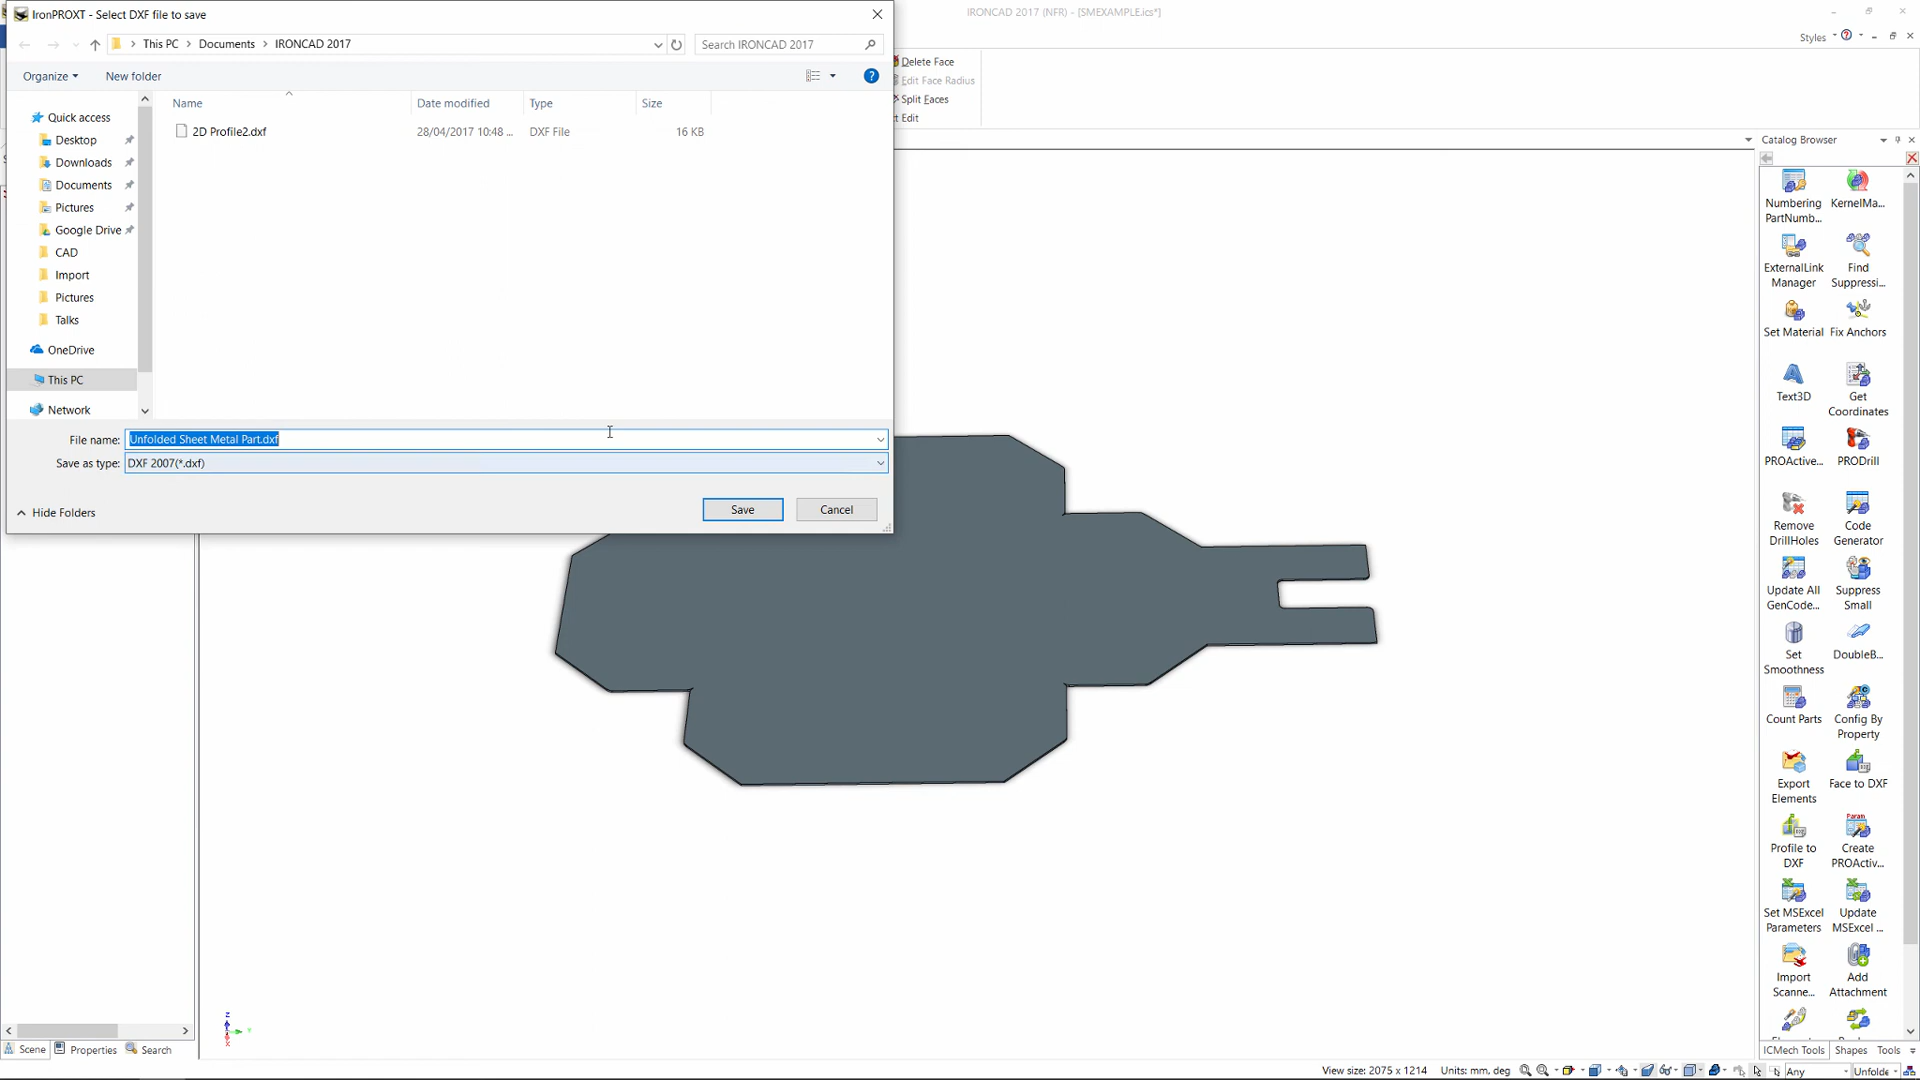 IronPROXT - Select DXF file to save
IRONCAD 2017 (NFR) - [SMEXAMPLE.ics*]
Styles
This PC > Documents > IRONCAD 2017
Search IRONCAD 2017
Organize
New folder
Name
Date modified
Type
Size
2D Profile2.dxf
28/04/2017 10:48 ...
DXF File
16 KB
Quick access
Desktop
Downloads
Documents
Pictures
Google Drive
CAD
Import
Pictures
Talks
OneDrive
This PC
Network
File name:
Unfolded Sheet Metal Part.dxf
Save as type:
DXF 2007(*.dxf)
Hide Folders
Save
Cancel
Delete Face
Edit Face Radius
Split Faces
Edit
Catalog Browser
Numbering PartNumb...
KernelMa...
ExternalLink Manager
Find Suppressi...
Set Material
Fix Anchors
Text3D
Get Coordinates
PROActive...
PRODrill
Remove DrillHoles
Code Generator
Update All GenCode...
Suppress Small
Set Smoothness
DoubleB...
Count Parts
Config By Property
Export Elements
Face to DXF
Profile to DXF
Param
Create PROActiv...
Set MSExcel Parameters
Update MSExcel ...
Import Scanne...
Add Attachment
ICMech Tools
Shapes
Tools
Scene
Properties
Search
View size: 2075 x 1214
Units: mm, deg
Any
Unfolde